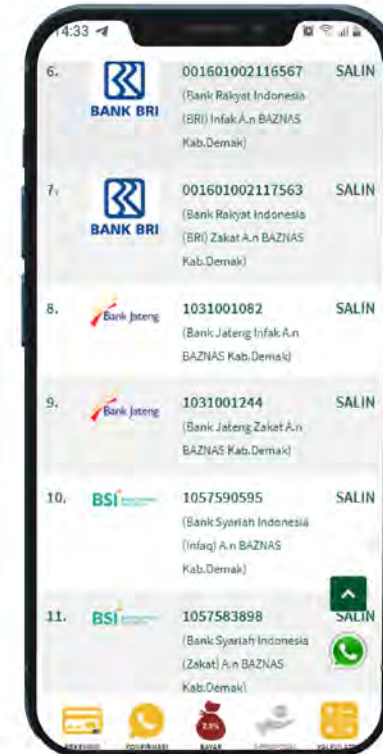 14:33
6. BANK BRI 001601002116567 SALIN
(Bank Rakyat Indonesia
(BRI) Infak A.n BAZNAS
Kab.Demak)
7. BANK BRI 001601002117563 SALIN
(Bank Rakyat Indonesia
(BRI) Zakat A.n BAZNAS
Kab.Demak)
8. Bank Jateng 1031001082 SALIN
(Bank Jateng Infak A.n
BAZNAS Kab.Demak)
9. Bank Jateng 1031001244 SALIN
(Bank Jateng Zakat A.n
BAZNAS Kab.Demak)
10. BSI 1057590595 SALIN
(Bank Syariah Indonesia
(Infaq) A.n BAZNAS
Kab.Demak)
11. BSI 1057583898 SALIN
(Bank Syariah Indonesia
(Zakat) A.n BAZNAS
Kab.Demak)
2.5%